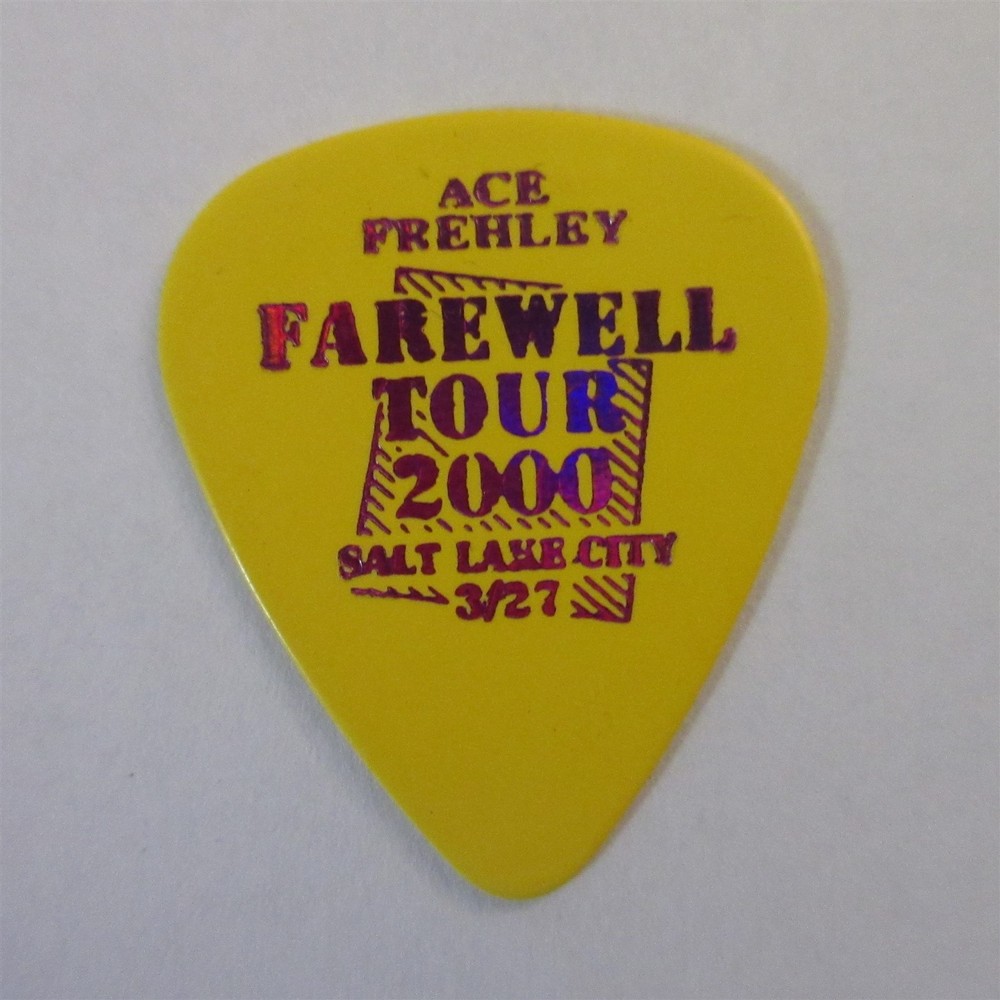 ACE
FREHLEY
FAREWELL
TOUR
2000
SALT LAKE CITY
3/27